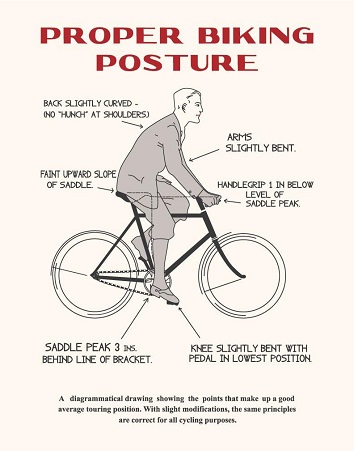 PROPER BIKING
POSTURE
BACK SLIGHTLY CURVED -
(NO "HUNCH" AT SHOULDERS)
ARMS
SLIGHTLY BENT.
FAINT UPWARD SLOPE
OF SADDLE.
HANDLEGRIP 1 IN BELOW
LEVEL OF
SADDLE PEAK.
SADDLE PEAK 3 INS.
BEHIND LINE OF BRACKET.
KNEE SLIGHTLY BENT WITH
PEDAL IN LOWEST POSITION.
A diagrammatical drawing showing the points that make up a good
average touring position. With slight modifications, the same principles
are correct for all cycling purposes.